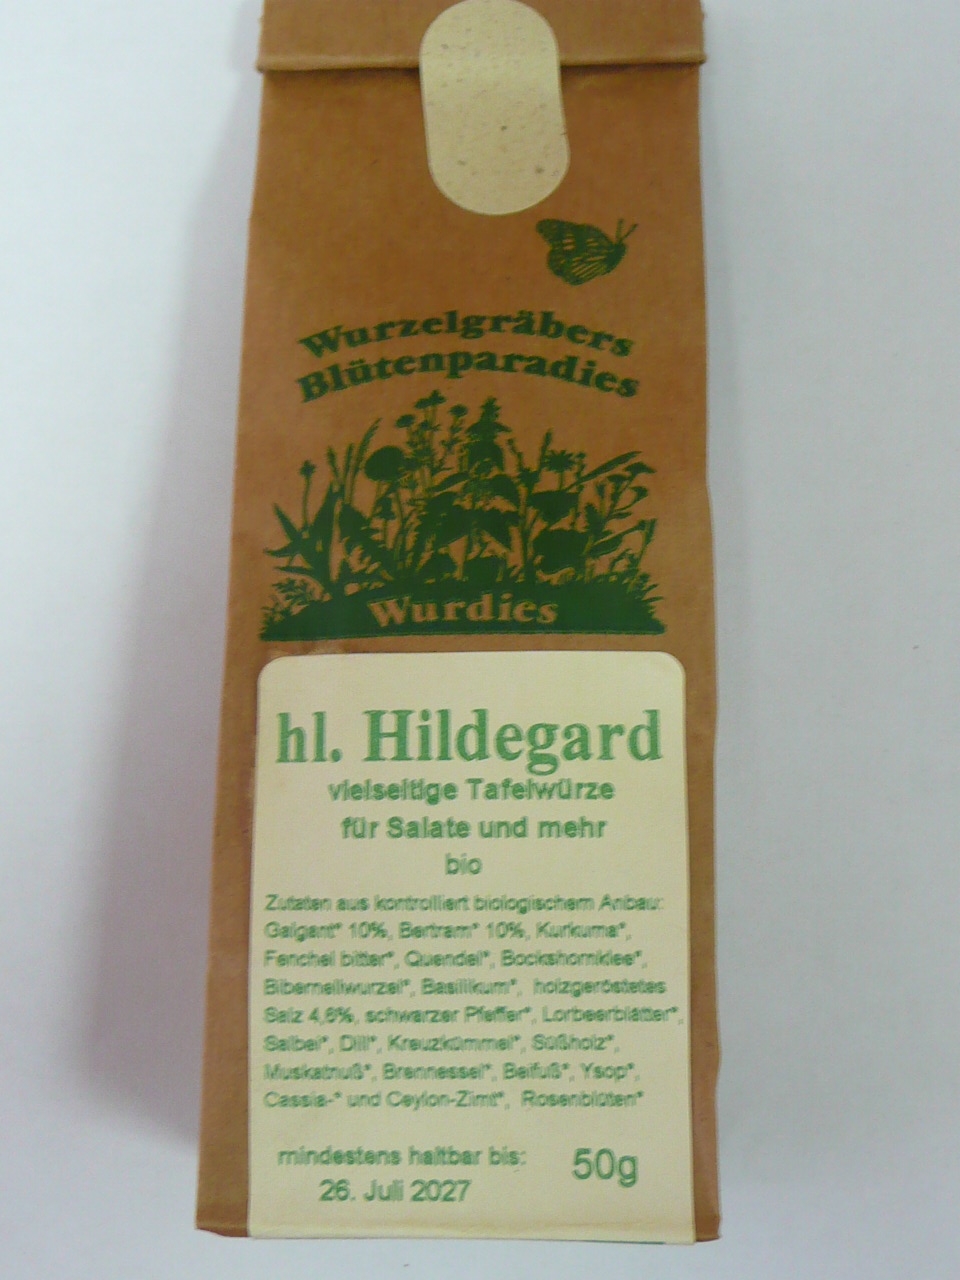 Wurzelgräbers
Blütenparadies
Wurdies
hl. Hildegard
vielseitige Tafelwürze
für Salate und mehr
bio
Zutaten aus kontrolliert biologischem Anbau:
Galgant* 10%, Bertram* 10%, Kurkuma*,
Fenchel bitter*, Quendel*, Bockshornklee*,
Bibernellwurzel*, Basilikum*, holzgeröstetes
Salz 4,6%, schwarzer Pfeffer*, Lorbeerblätter*,
Salbei*, Dill*, Kreuzkümmel*, Süßholz*,
Muskatnuß*, Brennessel*, Beifuß*, Ysop*,
Cassia-* und Ceylon-Zimt*, Rosenblüten*
mindestens haltbar bis:
26. Juli 2027
50g